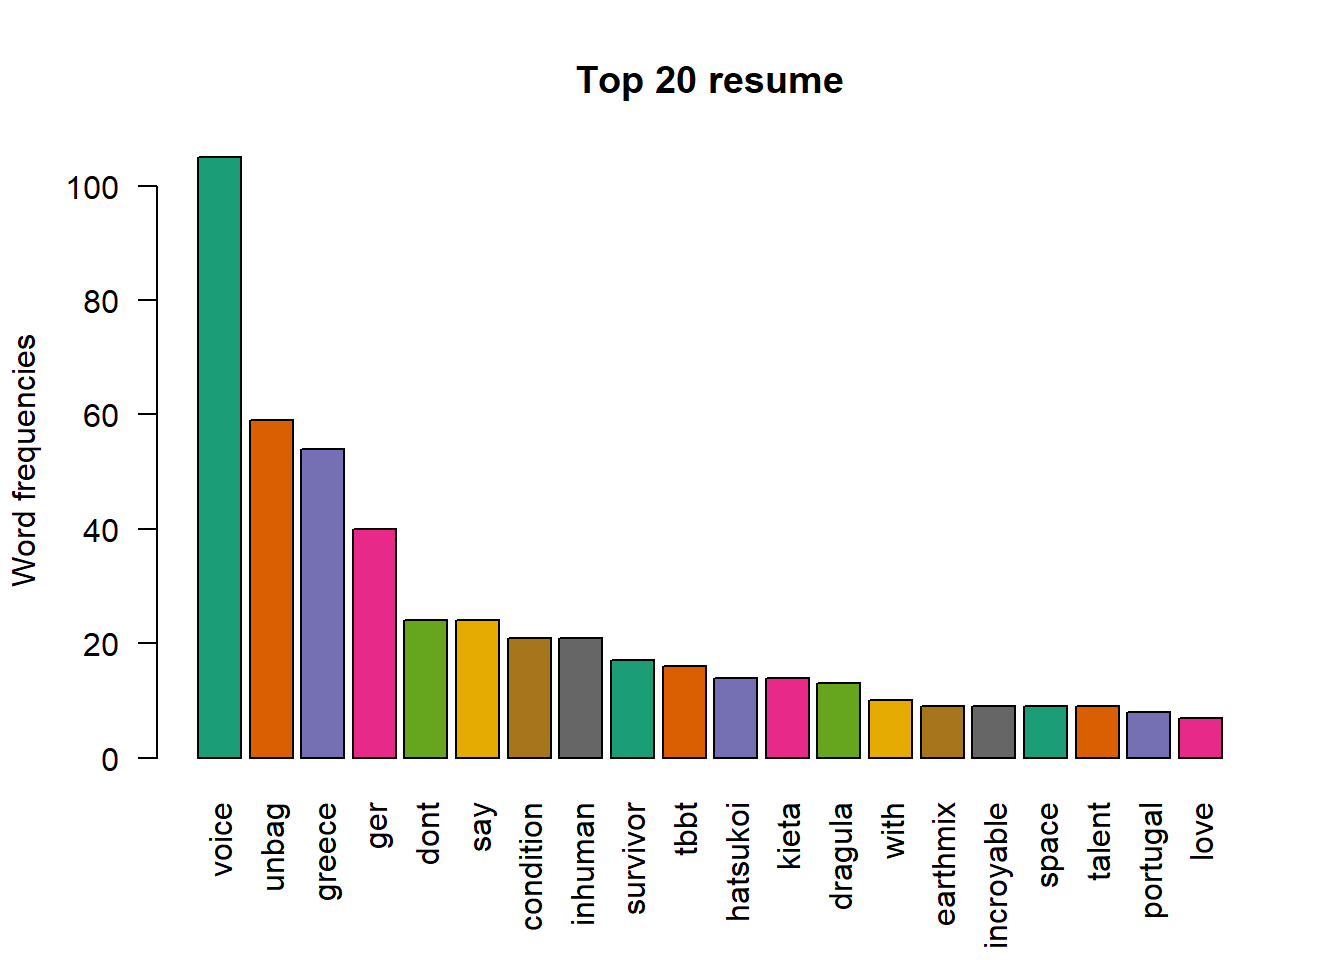 Top 20 resume
Word frequencies
100
80
60
40
20
0
voice
unbag
greece
ger
dont
say
condition
inhuman
survivor
tbbt
hatsukoi
kieta
dragula
with
earthmix
incroyable
space
talent
portugal
love